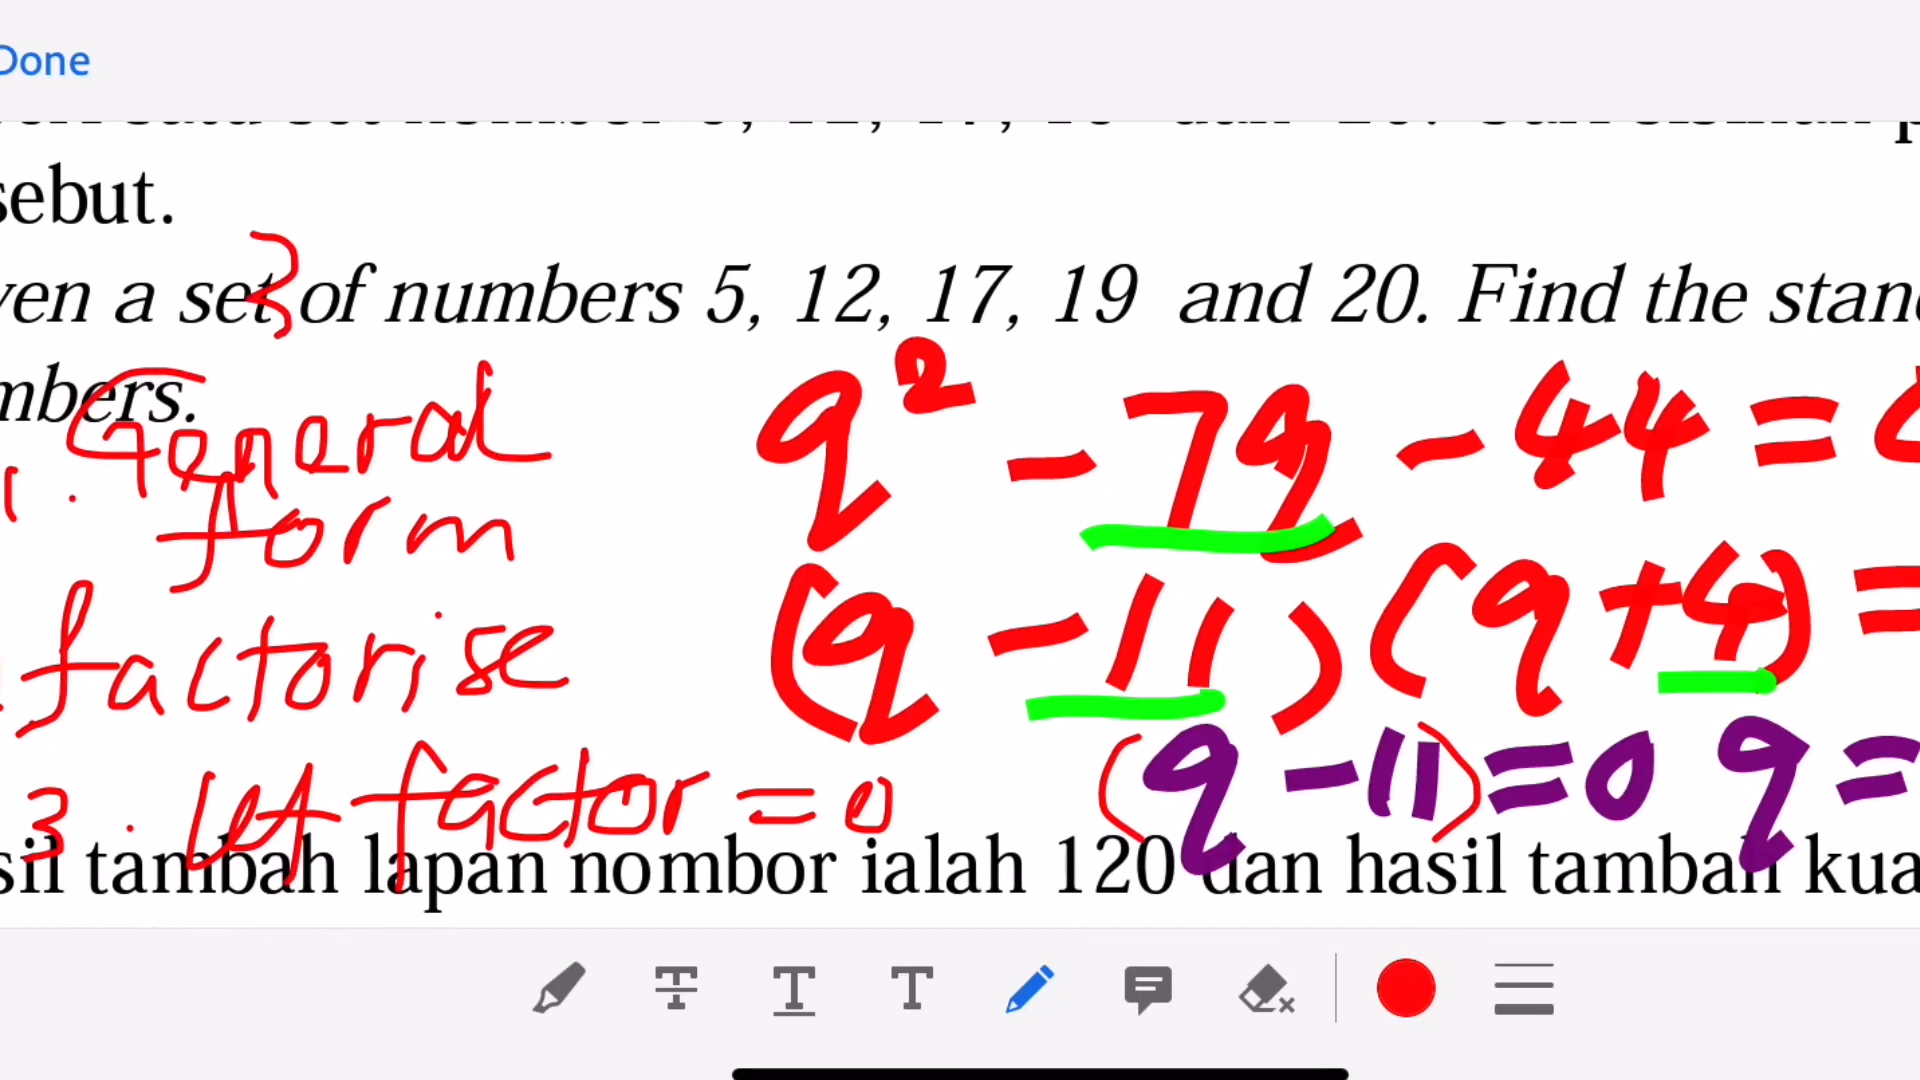 Done
sebut.
ven a set of numbers 5, 12, 17, 19 and 20. Find the stand
mbers.
1. General form
q² - 7q - 44 = 0
factorise
(q - 11)(q + 4) =
3. let factor = 0
(q - 11) = 0 q =
sil tambah lapan nombor ialah 120 dan hasil tambah kua